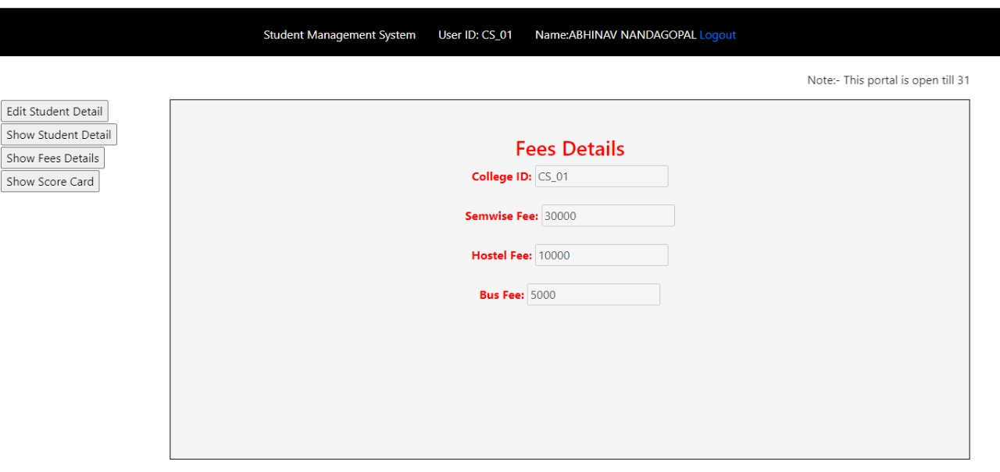 Student Management System User ID: CS_01 Name:ABHINAV NANDAGOPAL Logout
Note:- This portal is open till 31
Edit Student Detail
Show Student Detail
Show Fees Details
Show Score Card
Fees Details
College ID: CS_01
Semwise Fee: 30000
Hostel Fee: 10000
Bus Fee: 5000